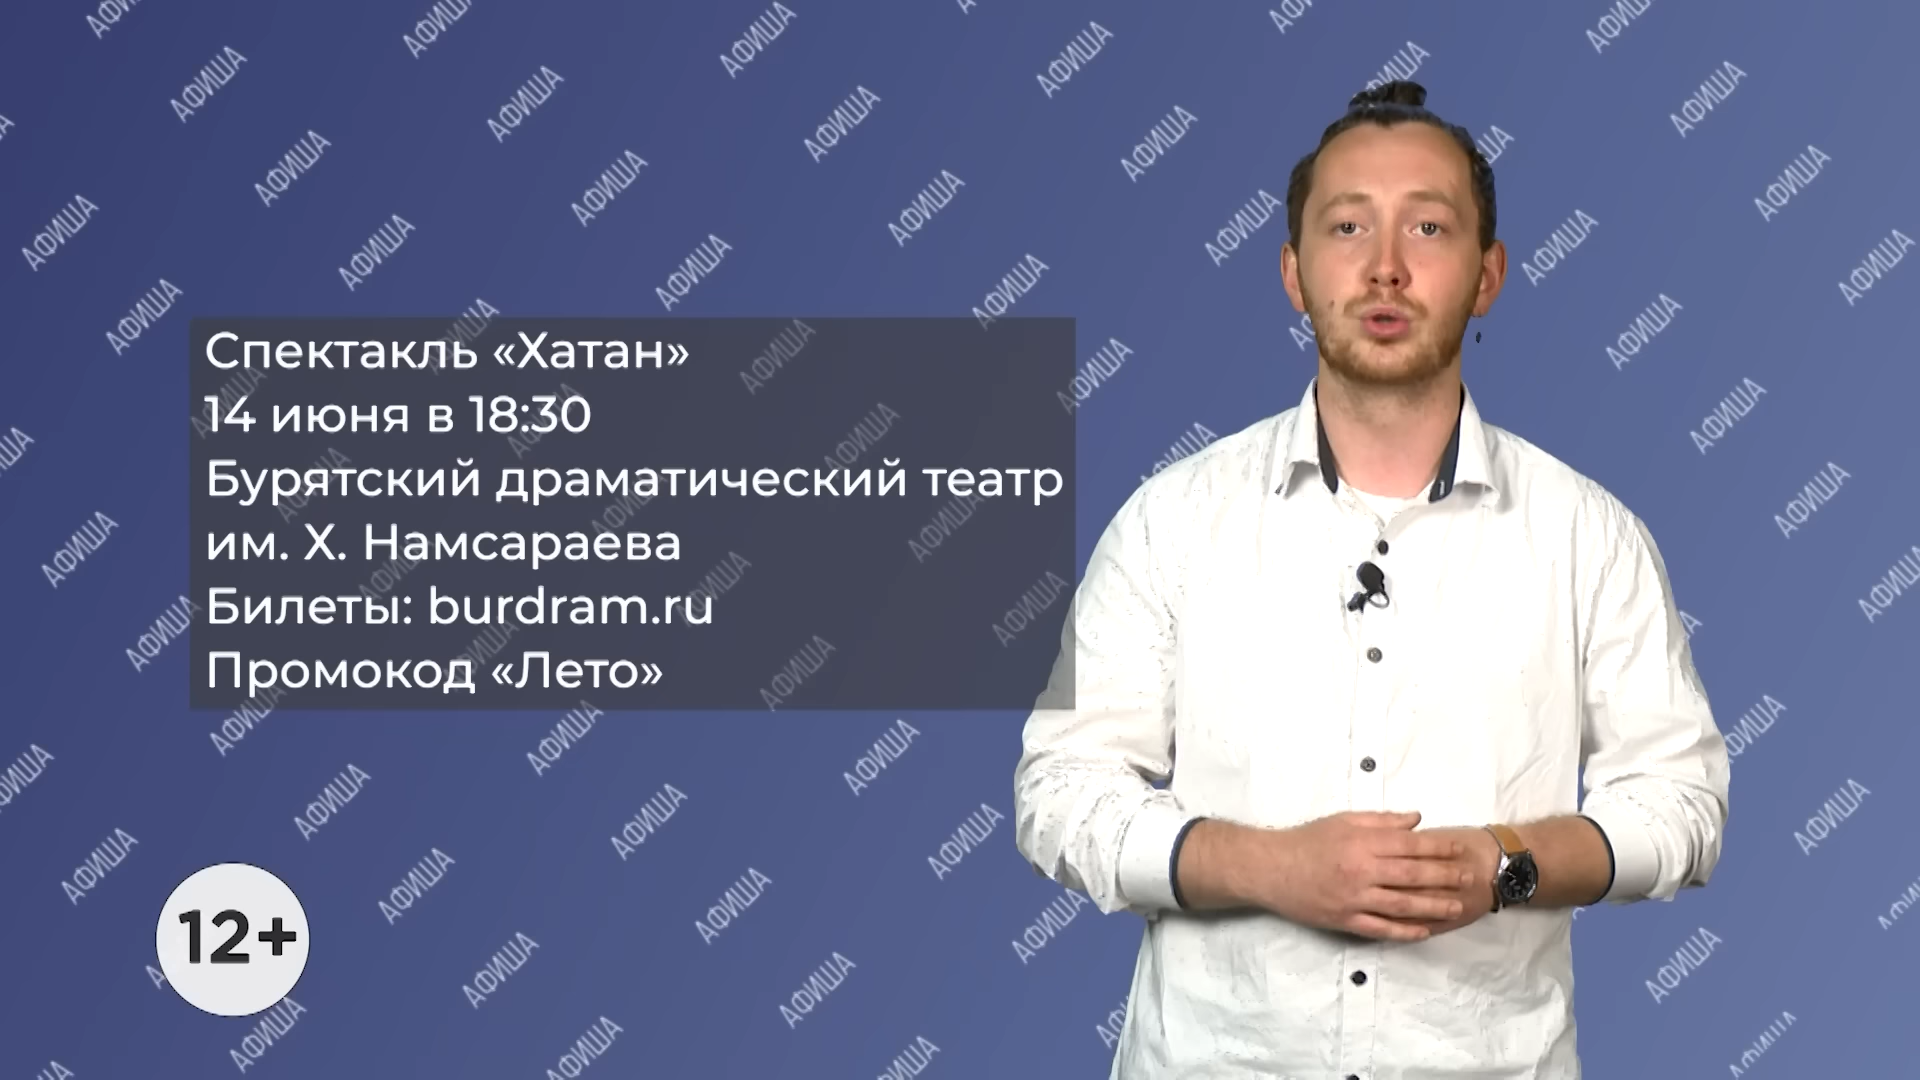 Спектакль «Хатан»
14 июня в 18:30
Бурятский драматический театр
им. Х. Намсараева
Билеты: burdram.ru
Промокод «Лето»
12+
АФИША